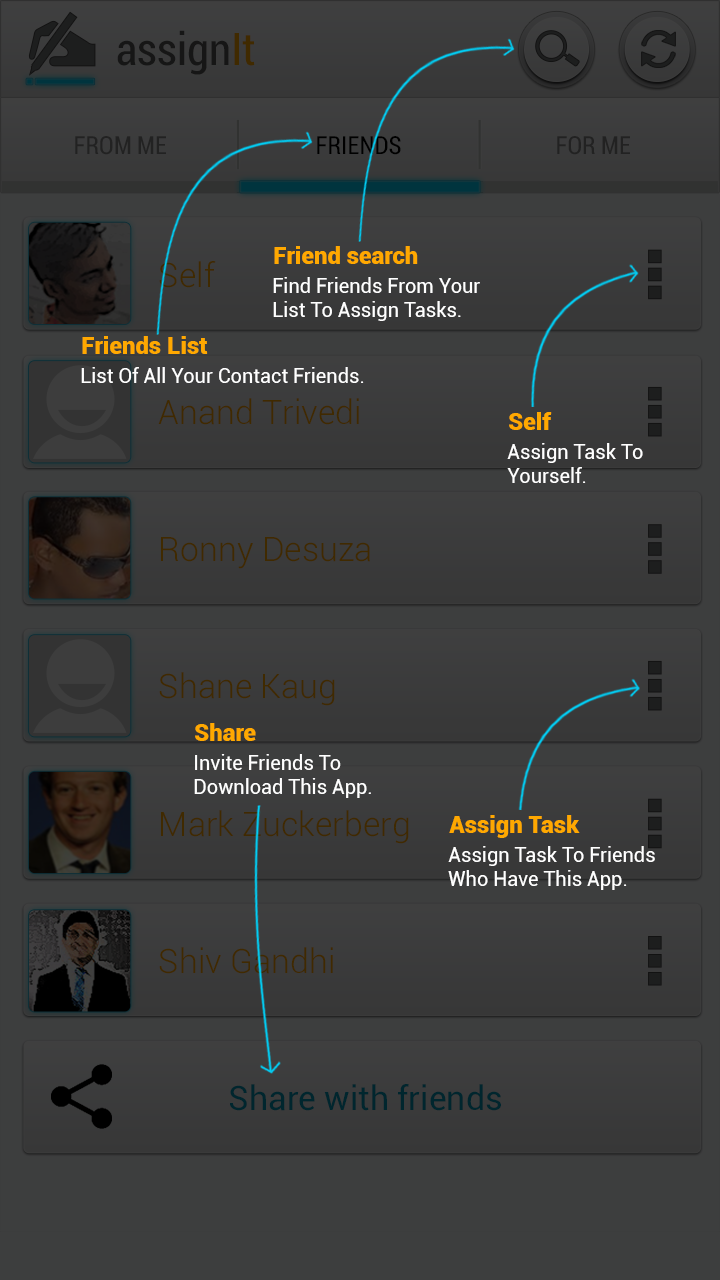 assignIt
FROM ME
FRIENDS
FOR ME
Self
Friend search
Find Friends From Your
List To Assign Tasks.
Friends List
List Of All Your Contact Friends.
Anand Trivedi
Self
Assign Task To
Yourself.
Ronny Desuza
Shane Kaug
Share
Invite Friends To
Download This App.
Mark Zuckerberg
Assign Task
Assign Task To Friends
Who Have This App.
Shiv Gandhi
Share with friends